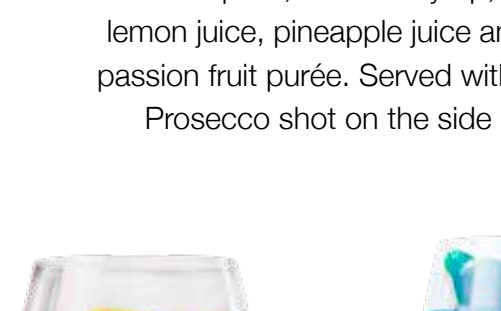 lemon juice, pineapple juice
passion fruit purée. Served
Prosecco shot on the side